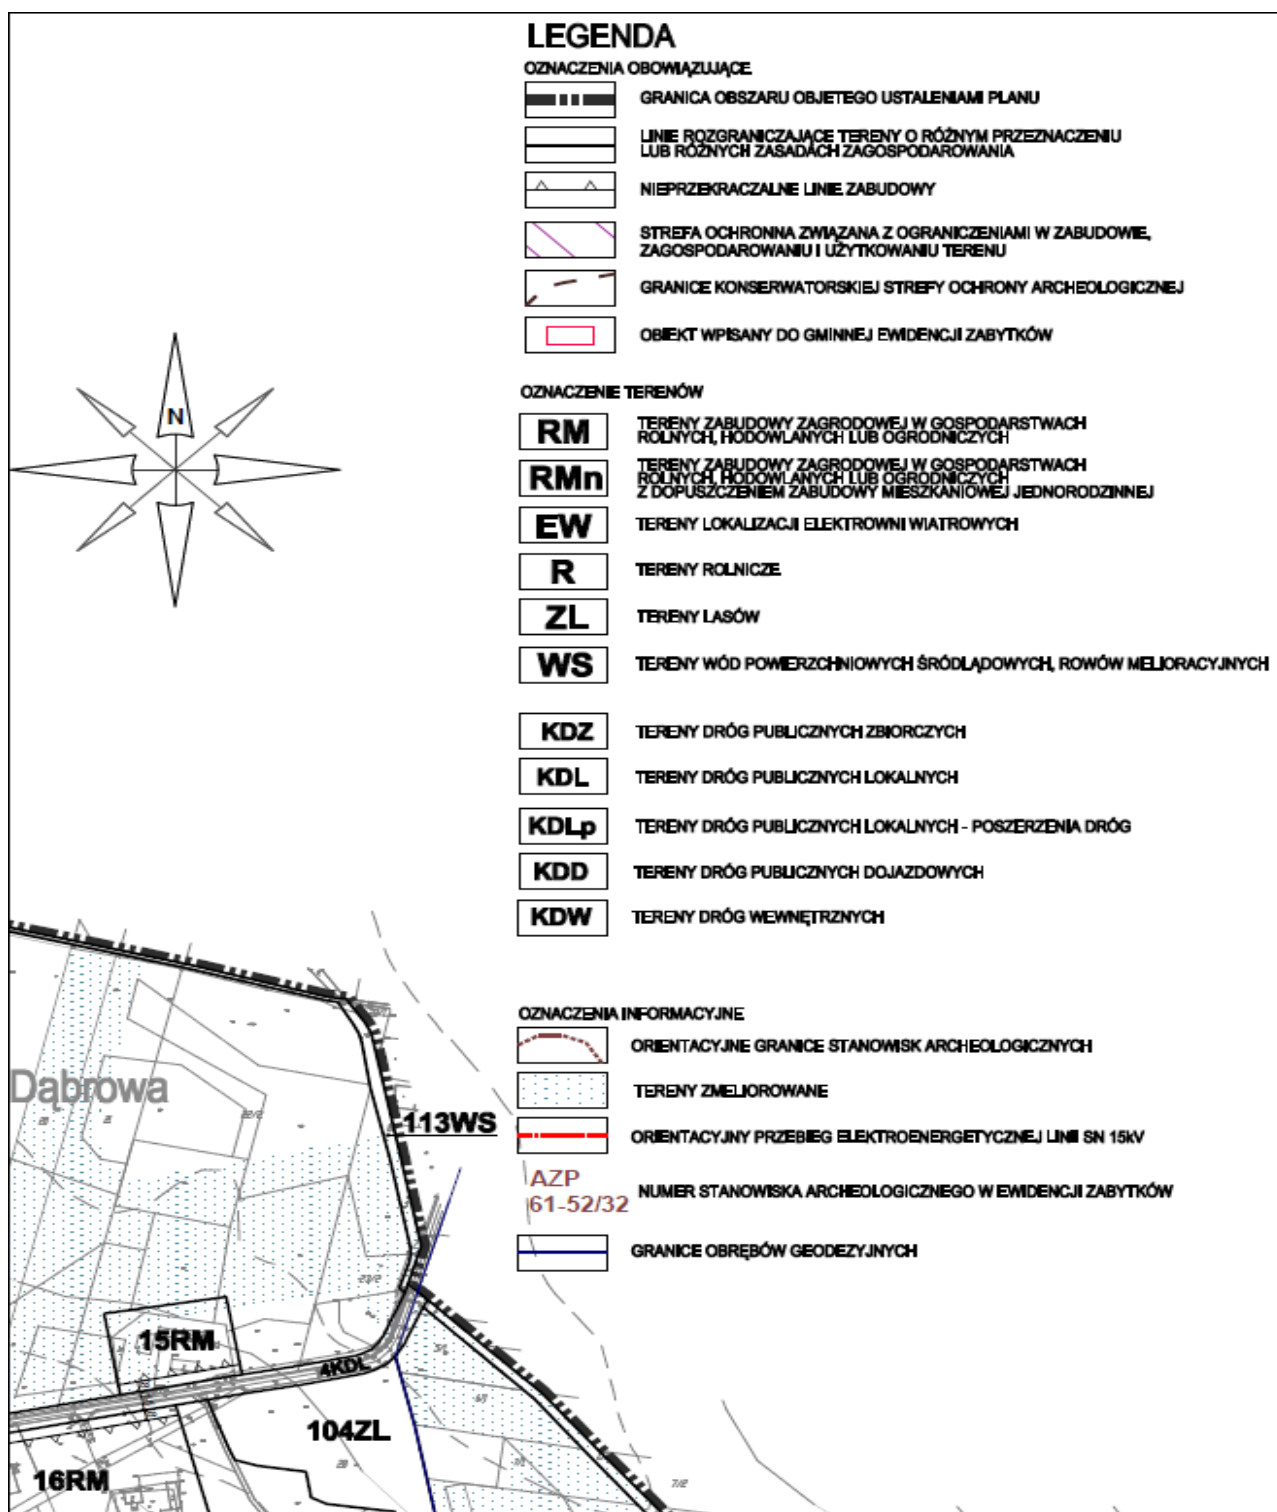 LEGENDA
OZNACZENIA OBOWIĄZUJĄCE
GRANICA OBSZARU OBJETEGO USTALENIAMI PLANU
LINIE ROZGRANICZAJĄCE TERENY O RÓŻNYM PRZEZNACZENIU
LUB RÓŻNYCH ZASADACH ZAGOSPODAROWANIA
NIEPRZEKRACZALNE LINIE ZABUDOWY
STREFA OCHRONNA ZWIĄZANA Z OGRANICZENIAMI W ZABUDOWIE,
ZAGOSPODAROWANIU I UŻYTKOWANIU TERENU
GRANICE KONSERWATORSKIEJ STREFY OCHRONY ARCHEOLOGICZNEJ
OBIEKT WPISANY DO GMINNEJ EWIDENCJI ZABYTKÓW
N
OZNACZENIE TERENÓW
RM TERENY ZABUDOWY ZAGRODOWEJ W GOSPODARSTWACH
ROLNYCH, HODOWLANYCH LUB OGRODNICZYCH
RMn TERENY ZABUDOWY ZAGRODOWEJ W GOSPODARSTWACH
ROLNYCH, HODOWLANYCH LUB OGRODNICZYCH
Z DOPUSZCZENIEM ZABUDOWY MIESZKANIOWEJ JEDNORODZINNEJ
EW TERENY LOKALIZACJI ELEKTROWNI WIATROWYCH
R TERENY ROLNICZE
ZL TERENY LASÓW
WS TERENY WÓD POWIERZCHNIOWYCH ŚRÓDLĄDOWYCH, ROWÓW MELIORACYJNYCH
KDZ TERENY DRÓG PUBLICZNYCH ZBIORCZYCH
KDL TERENY DRÓG PUBLICZNYCH LOKALNYCH
KDLp TERENY DRÓG PUBLICZNYCH LOKALNYCH - POSZERZENIA DRÓG
KDD TERENY DRÓG PUBLICZNYCH DOJAZDOWYCH
KDW TERENY DRÓG WEWNĘTRZNYCH
OZNACZENIA INFORMACYJNE
ORIENTACYJNE GRANICE STANOWISK ARCHEOLOGICZNYCH
TERENY ZMELIOROWANE
ORIENTACYJNY PRZEBIEG ELEKTROENERGETYCZNEJ LINII SN 15kV
AZP
61-52/32 NUMER STANOWISKA ARCHEOLOGICZNEGO W EWIDENCJI ZABYTKÓW
GRANICE OBRĘBÓW GEODEZYJNYCH
Dąbrowa
22/2
113WS
23/2
15RM
4KDL
104ZL
16RM
7/2